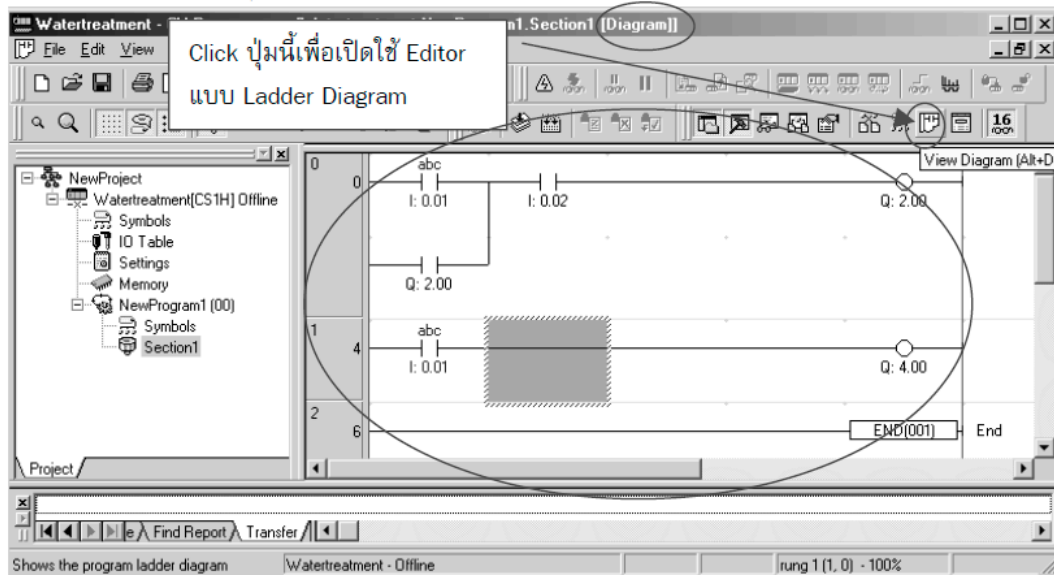 Watertreatment -
m1.Section1 [Diagram]]
File Edit View
Click ปุ่มนี้เพื่อเปิดใช้ Editor
แบบ Ladder Diagram
16
View Diagram (Alt+D
NewProject
Watertreatment[CS1H] Offline
Symbols
IO Table
Settings
Memory
NewProgram1 (00)
Symbols
Section1
Project
0
0
abc
I: 0.01
I: 0.02
Q: 2.00
Q: 2.00
1
4
abc
I: 0.01
Q: 4.00
2
6
END(001)
End
e
Find Report
Transfer
Shows the program ladder diagram
Watertreatment - Offline
rung 1 (1, 0) - 100%